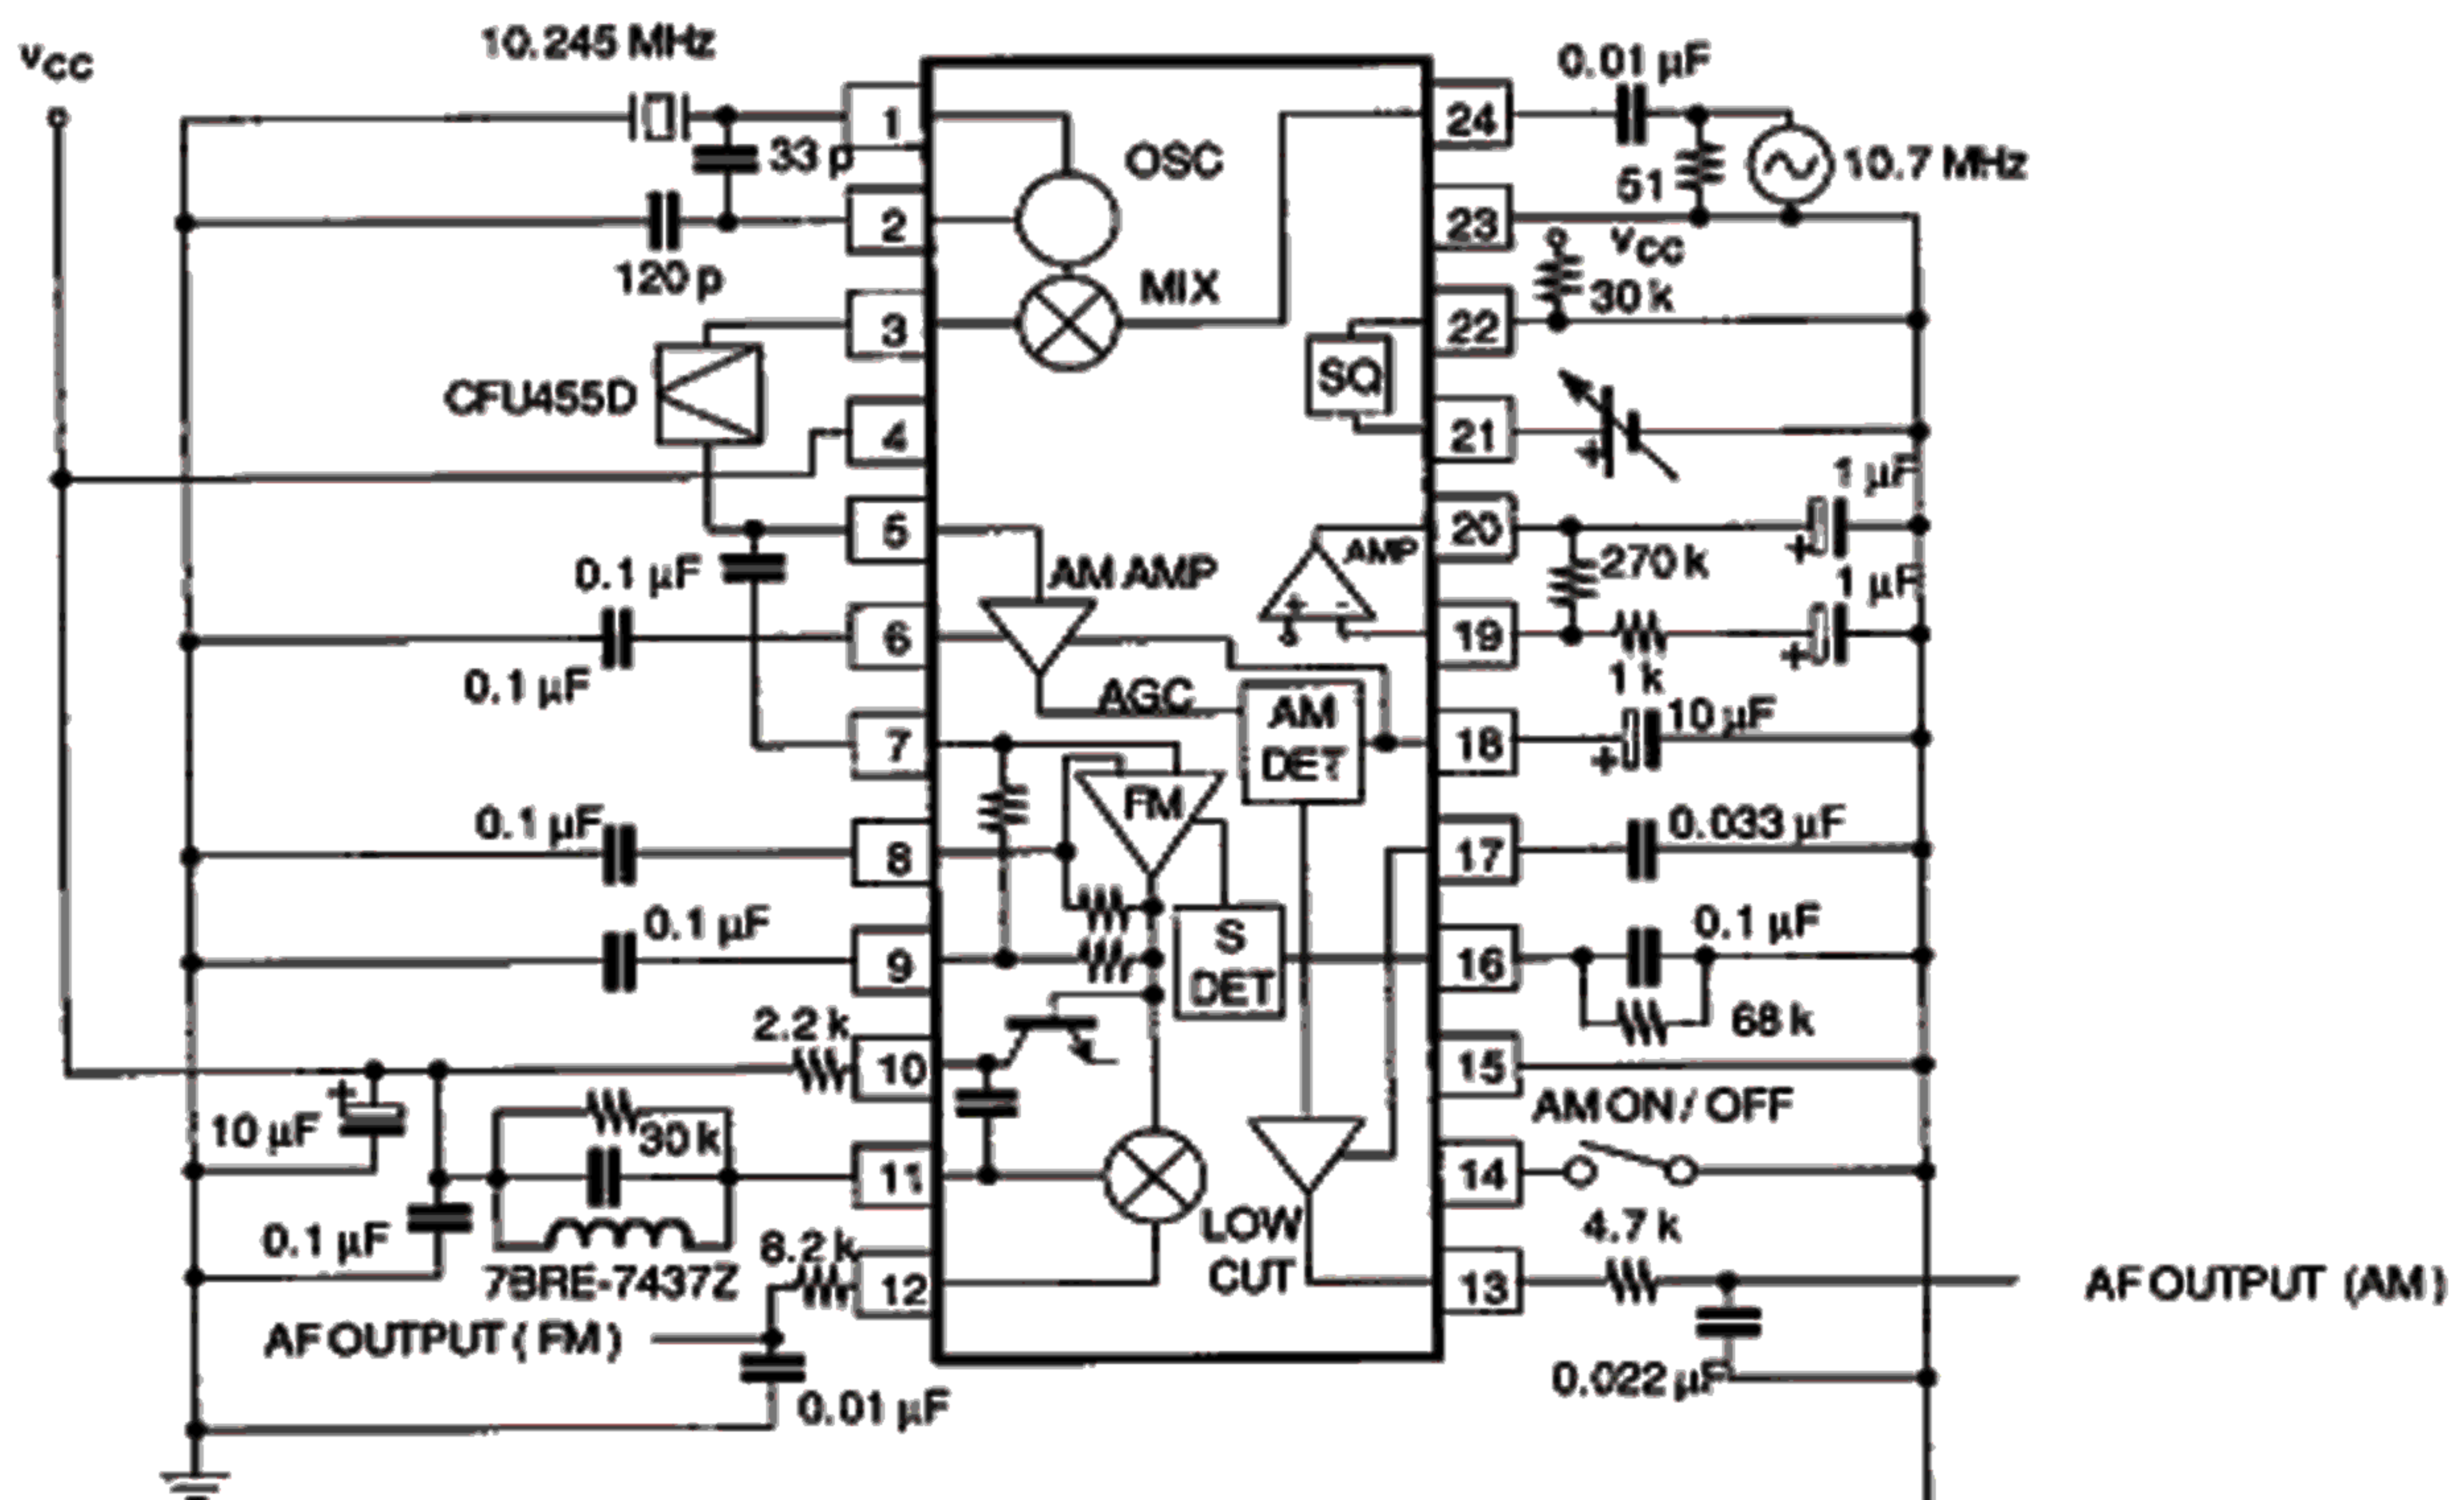 VCC
10.245 MHz
33 p
120 p
CFU455D
0.1 µF
0.1 µF
0.1 µF
0.1 µF
2.2 k
+
10 µF
30 k
0.1 µF
7BRE-7437Z
8.2 k
AF OUTPUT ( FM )
0.01 µF
1
2
3
4
5
6
7
8
9
10
11
12
OSC
MIX
SQ
AM AMP
AMP
+ -
AGC
AM
DET
FM
S
DET
LOW
CUT
24
23
22
21
20
19
18
17
16
15
14
13
0.01 µF
51
10.7 MHz
VCC
30 k
+
1 µF
+
270 k
1 µF
+
1 k
10 µF
+
0.033 µF
0.1 µF
68 k
AM ON / OFF
4.7 k
AF OUTPUT (AM)
0.022 µF